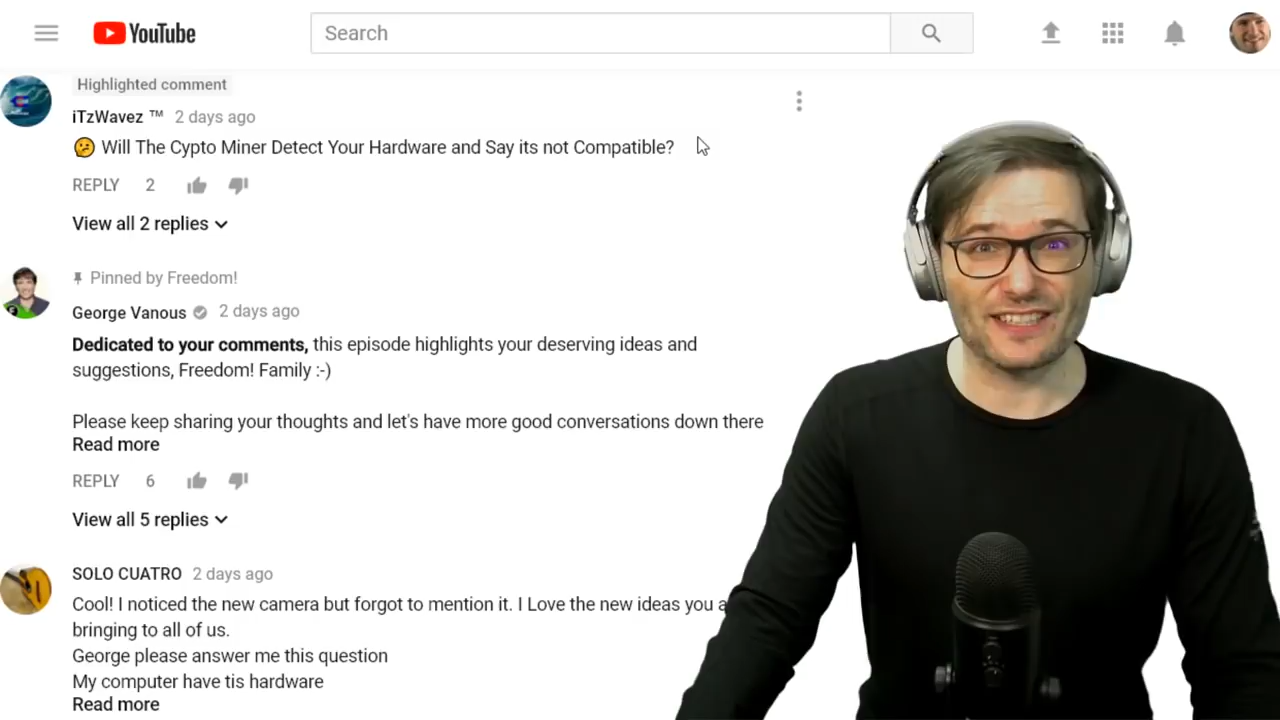 YouTube
Search
Highlighted comment
iTzWavez ™ 2 days ago
Will The Cypto Miner Detect Your Hardware and Say its not Compatible?
REPLY 2
View all 2 replies
Pinned by Freedom!
George Vanous 2 days ago
Dedicated to your comments, this episode highlights your deserving ideas and
suggestions, Freedom! Family :-)
Please keep sharing your thoughts and let's have more good conversations down there
Read more
REPLY 6
View all 5 replies
SOLO CUATRO 2 days ago
Cool! I noticed the new camera but forgot to mention it. I Love the new ideas you
bringing to all of us.
George please answer me this question
My computer have tis hardware
Read more